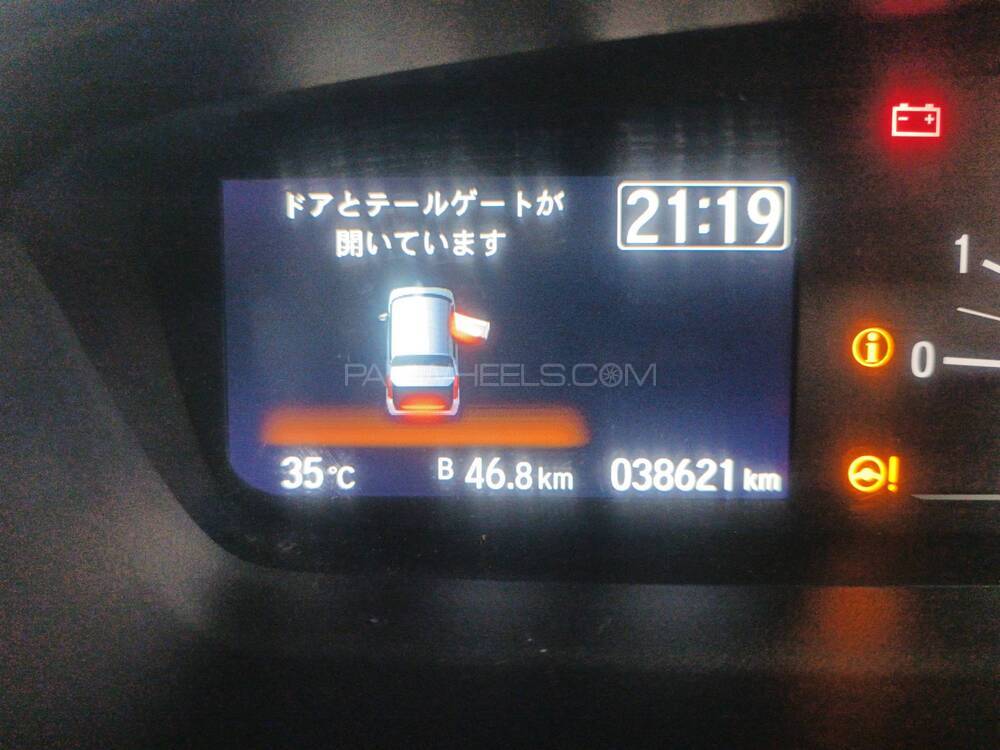 ドアとテールゲートが
開いています
21:19
1
0
PAKWHEELS.COM
35℃
B 46.8 km
038621 km